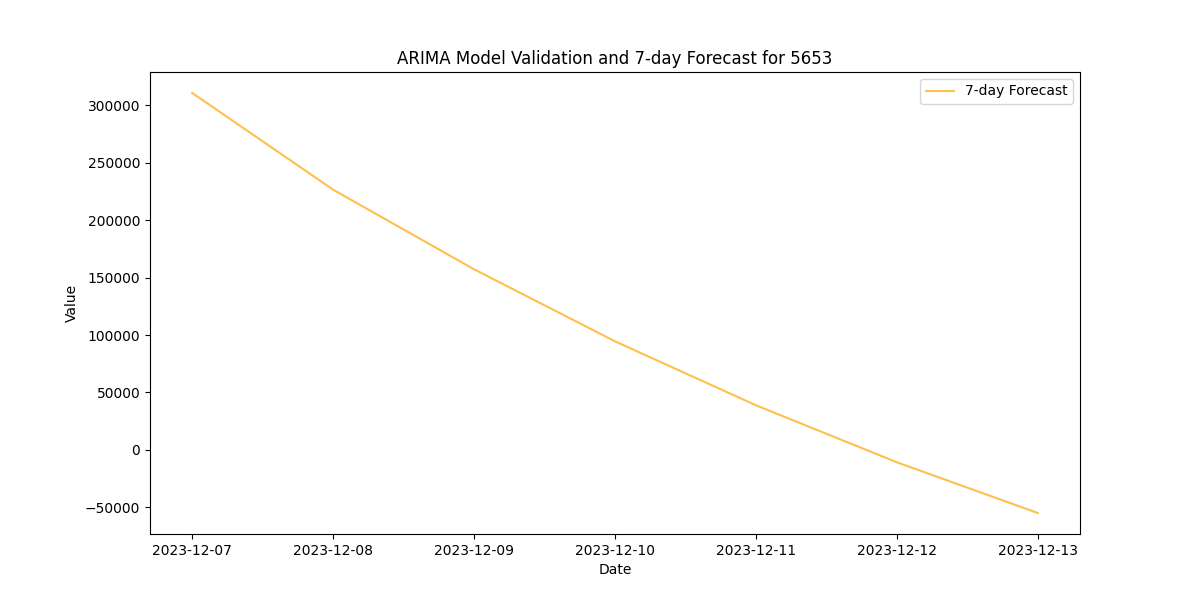 ARIMA Model Validation and 7-day Forecast for 5653
7-day Forecast
300000
250000
200000
150000
100000
50000
0
−50000
Value
2023-12-07 2023-12-08 2023-12-09 2023-12-10 2023-12-11 2023-12-12 2023-12-13
Date